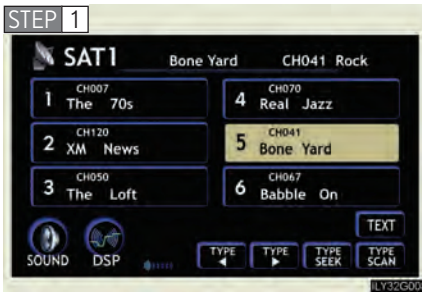 STEP 1
SAT1 Bone Yard CH041 Rock
CH007
1 The 70s
CH070
4 Real Jazz
CH120
2 XM News
CH041
5 Bone Yard
CH050
3 The Loft
CH067
6 Babble On
TEXT
SOUND DSP
TYPE ◀ TYPE ▶ TYPE SEEK TYPE SCAN
ILY32G008